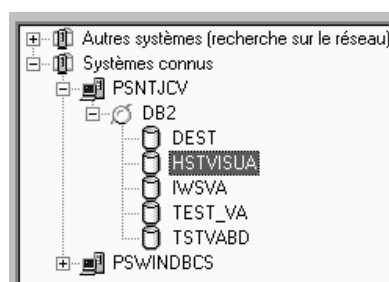 Autres systèmes (recherche sur le réseau)
Systèmes connus
PSNTJCV
DB2
DEST
HSTVISUA
IWSVA
TEST_VA
TSTVABD
PSWINDBCS